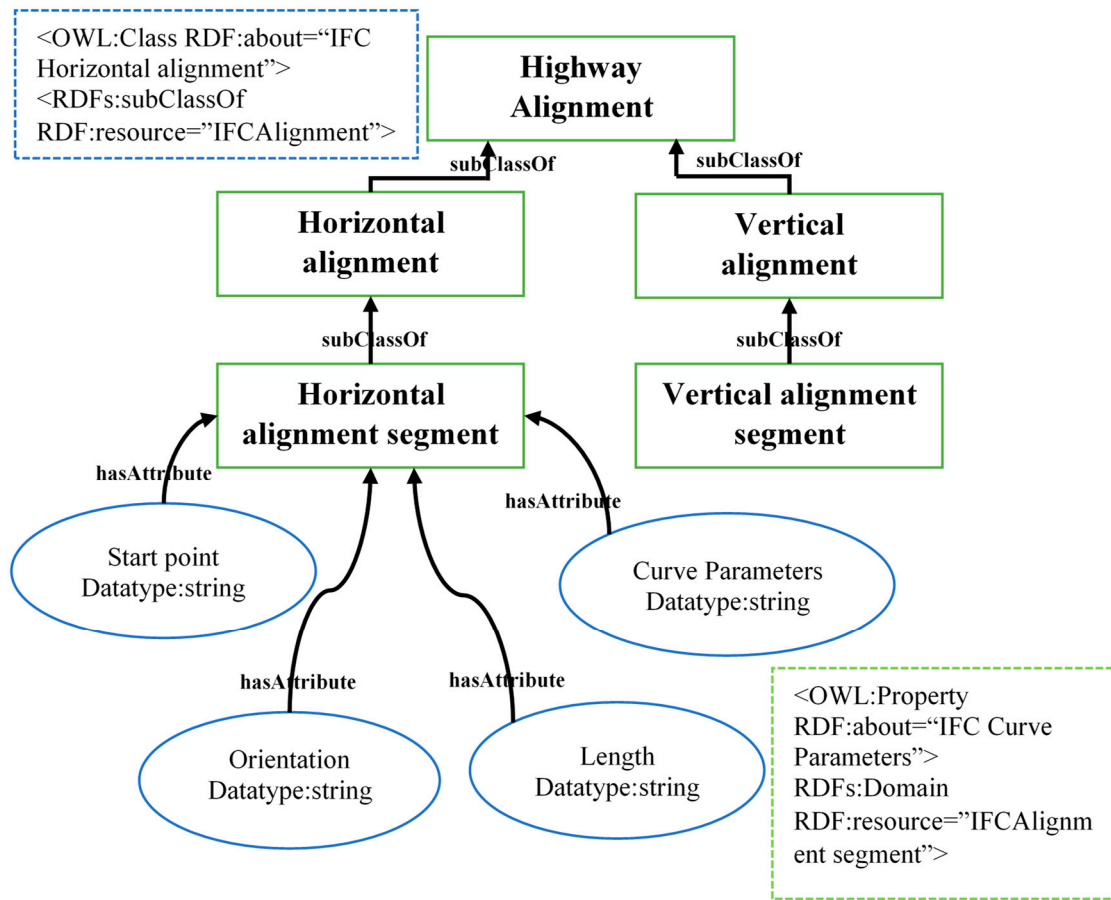 <OWL:Class RDF:about=“IFC
Horizontal alignment”>
<RDFs:subClassOf
RDF:resource=”IFCAlignment”>
Highway
Alignment
subClassOf
subClassOf
Horizontal
alignment
Vertical
alignment
subClassOf
subClassOf
Horizontal
alignment segment
Vertical alignment
segment
hasAttribute
hasAttribute
Start point
Datatype:string
Curve Parameters
Datatype:string
hasAttribute
hasAttribute
Orientation
Datatype:string
Length
Datatype:string
<OWL:Property
RDF:about=“IFC Curve
Parameters”>
RDFs:Domain
RDF:resource=”IFCAlignm
ent segment”>